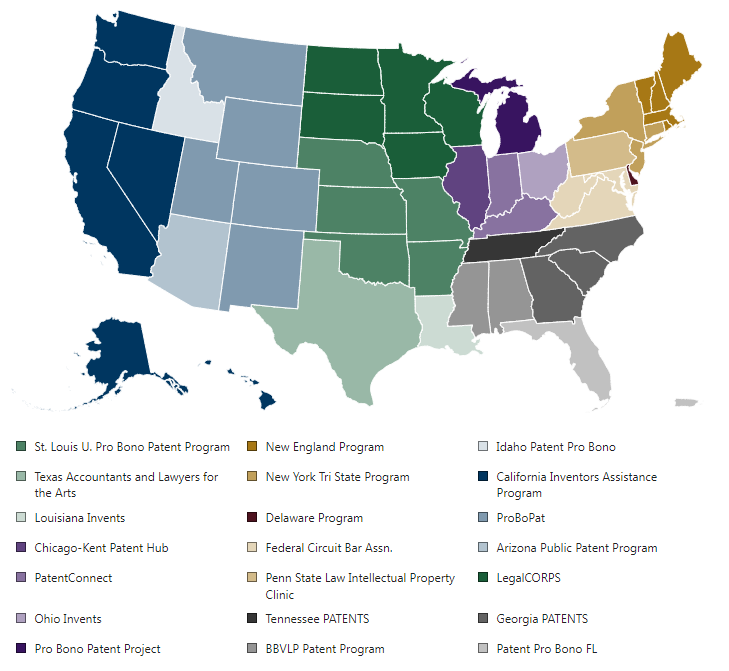 St. Louis U. Pro Bono Patent Program
New England Program
Idaho Patent Pro Bono
Texas Accountants and Lawyers for
the Arts
New York Tri State Program
California Inventors Assistance
Program
Louisiana Invents
Delaware Program
ProBoPat
Chicago-Kent Patent Hub
Federal Circuit Bar Assn.
Arizona Public Patent Program
PatentConnect
Penn State Law Intellectual Property
Clinic
LegalCORPS
Ohio Invents
Tennessee PATENTS
Georgia PATENTS
Pro Bono Patent Project
BBVLP Patent Program
Patent Pro Bono FL